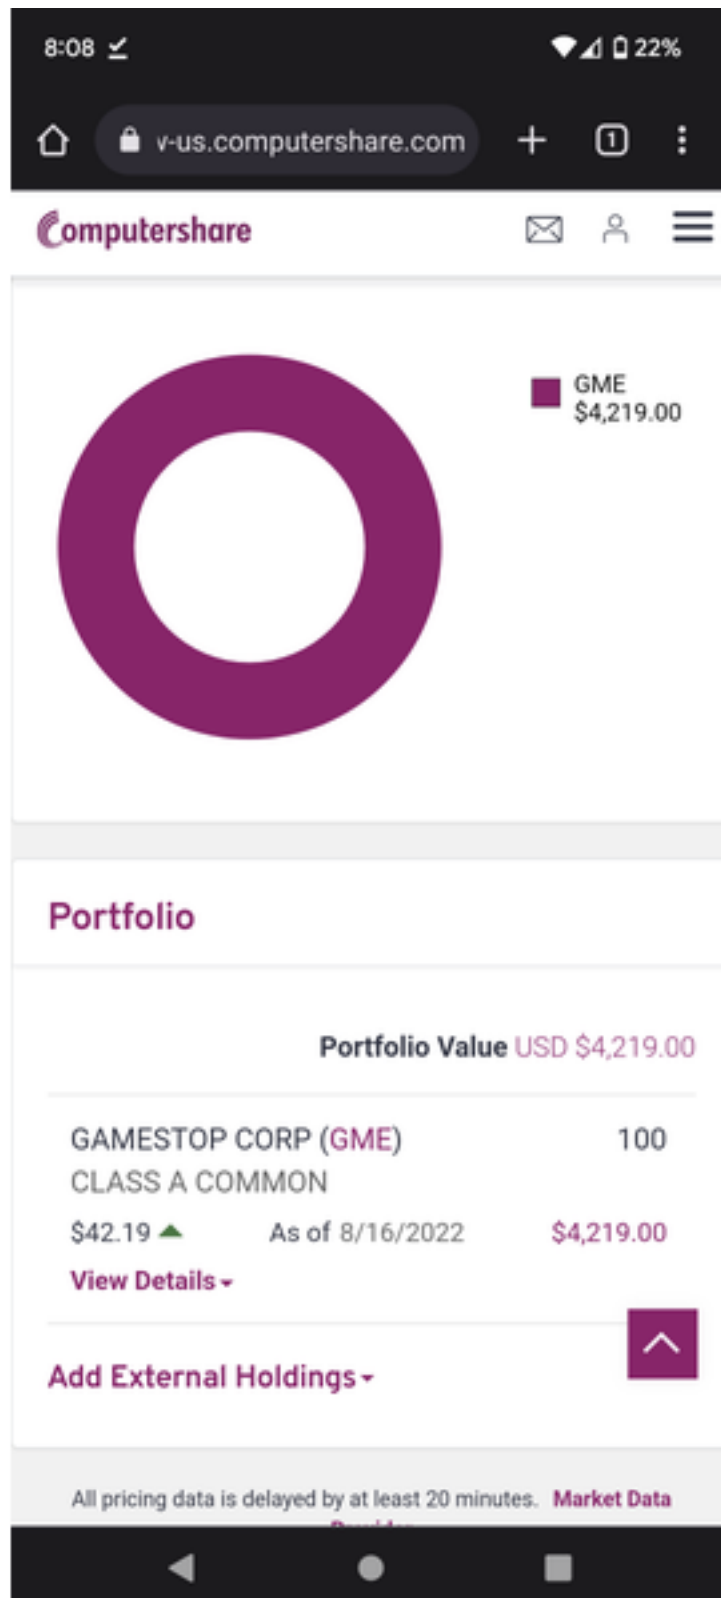 8:08 22%
v-us.computershare.com 1
Computershare
GME
$4,219.00
Portfolio
Portfolio Value USD $4,219.00
GAMESTOP CORP (GME) 100
CLASS A COMMON
$42.19 As of 8/16/2022 $4,219.00
View Details
Add External Holdings
All pricing data is delayed by at least 20 minutes. Market Data